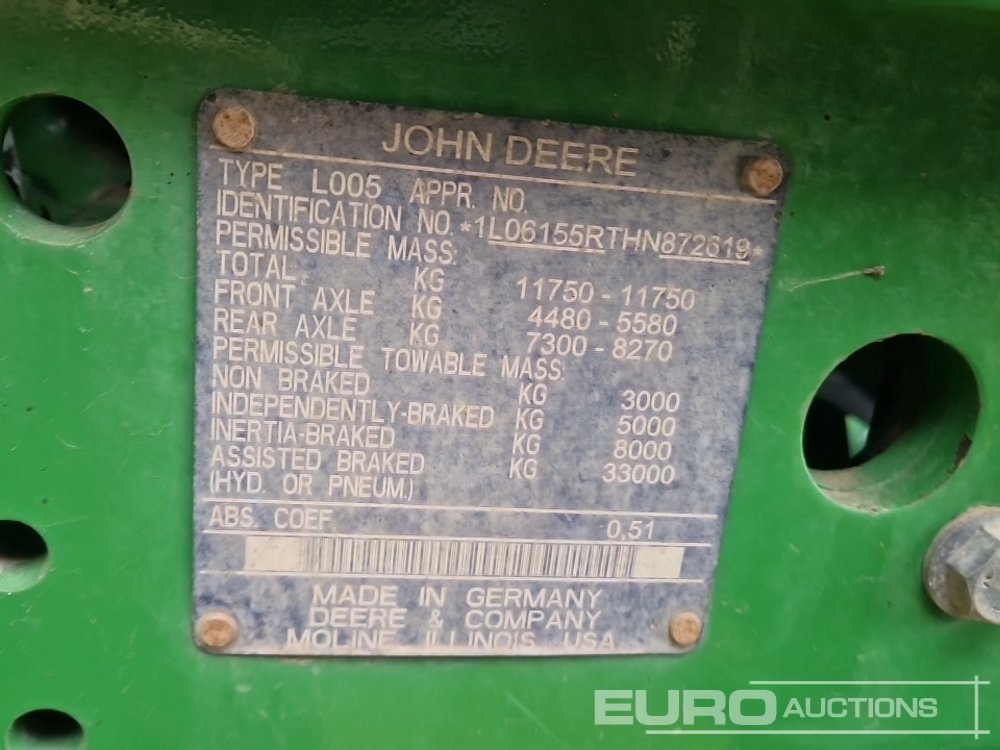 JOHN DEERE
TYPE L005 APPR. NO.
IDENTIFICATION NO. *1L06155RTHN872619*
PERMISSIBLE MASS:
TOTAL KG 11750 - 11750
FRONT AXLE KG 4480 - 5580
REAR AXLE KG 7300 - 8270
PERMISSIBLE TOWABLE MASS:
NON BRAKED KG 3000
INDEPENDENTLY-BRAKED KG 5000
INERTIA-BRAKED KG 8000
ASSISTED BRAKED KG 33000
(HYD. OR PNEUM.)
ABS. COEF. 0,51
MADE IN GERMANY
DEERE & COMPANY
MOLINE ILLINOIS USA
EURO AUCTIONS